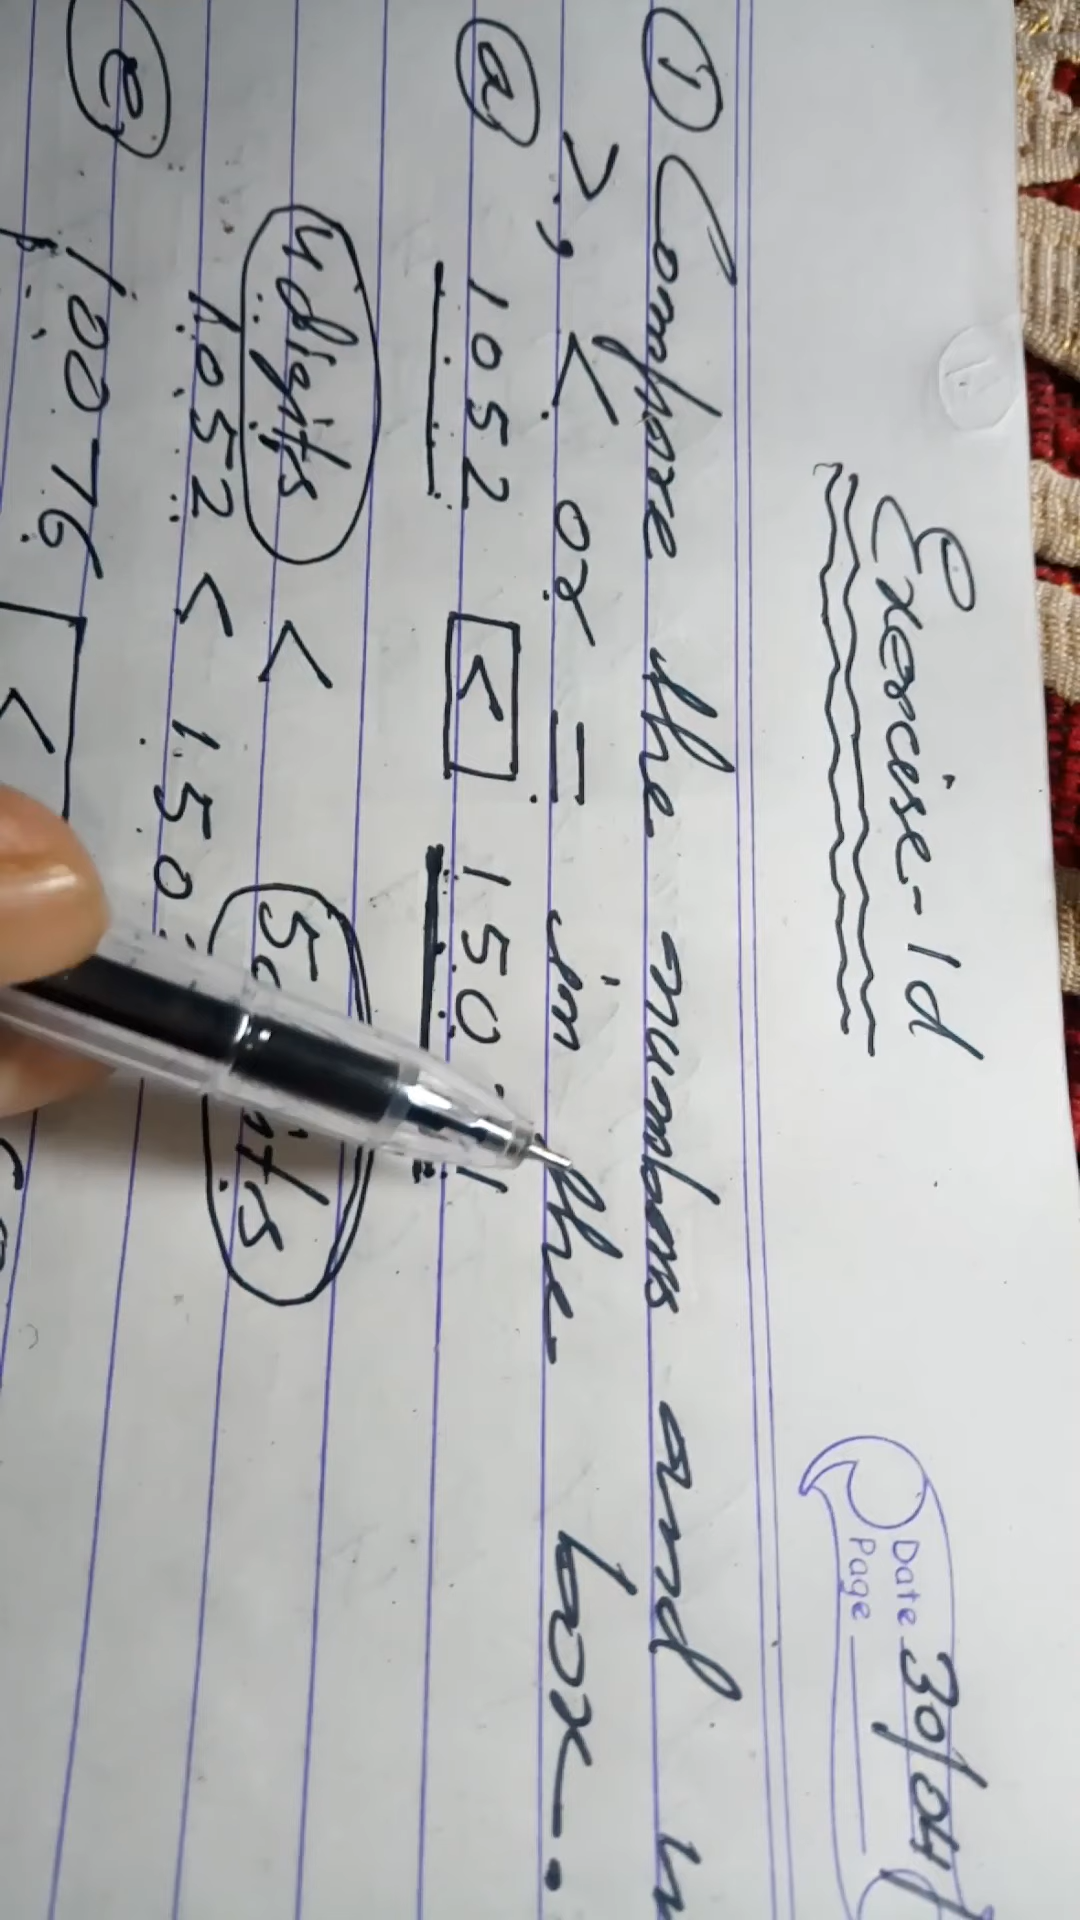 Date 30/04/
Page
Exercise-1d
① Compare the numbers and
>, < or = in the box-.
ⓐ 1052 < 150
4 digits < 5
1052 < 150
ⓔ 10076 <